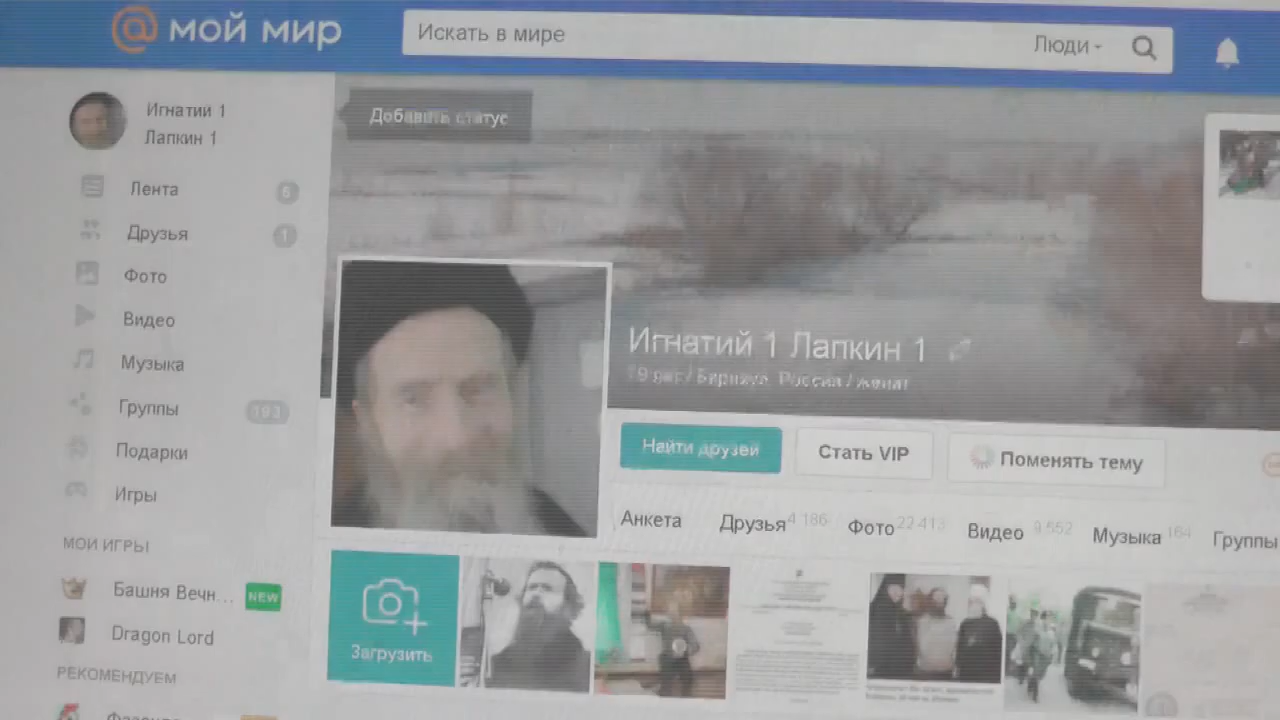 @ мой мир
Искать в мире
Люди
Игнатий 1
Лапкин 1
Добавить статус
Лента 6
Друзья 1
Фото
Видео
Музыка
Группы 193
Подарки
Игры
Игнатий 1 Лапкин 1
Россия / женат
Найти друзей
Стать VIP
Поменять тему
Анкета
Друзья 4 186
Фото 22 413
Видео 9 552
Музыка 164
Группы
МОИ ИГРЫ
Башня Вечн... NEW
Dragon Lord
РЕКОМЕНДУЕМ
Загрузить